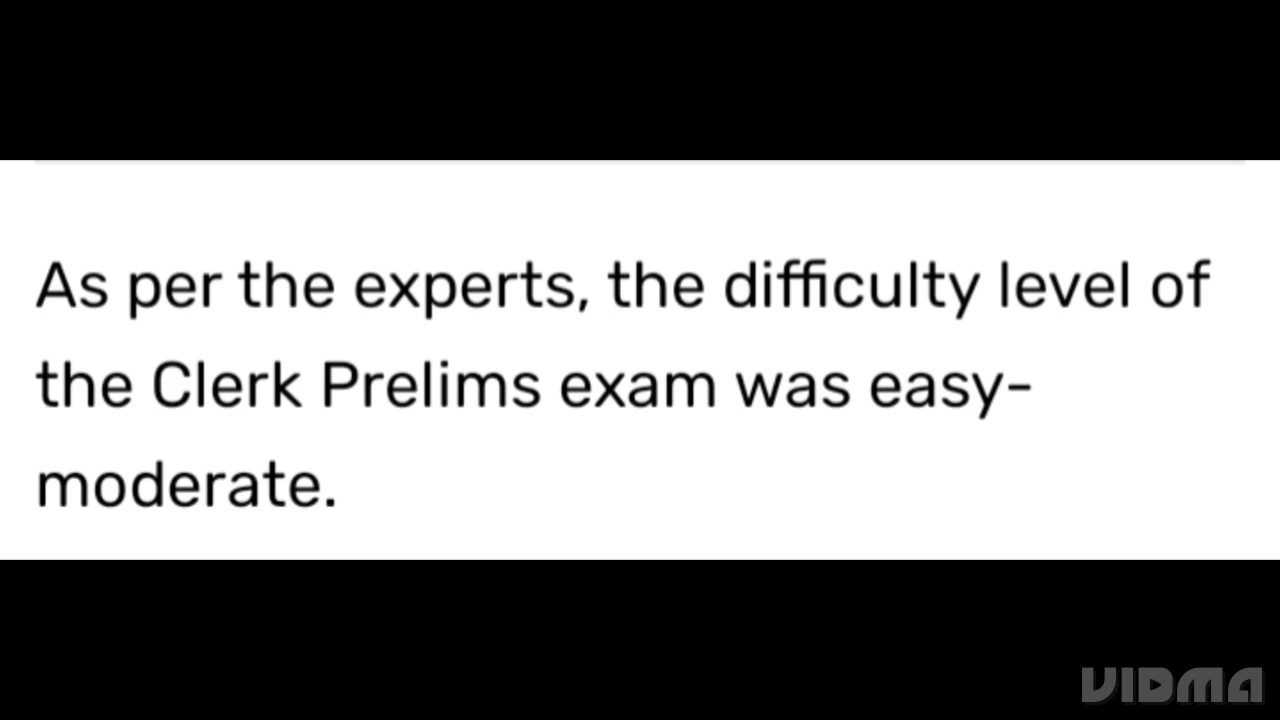 As per the experts, the difficulty level of
the Clerk Prelims exam was easy-
moderate.
VIDMA